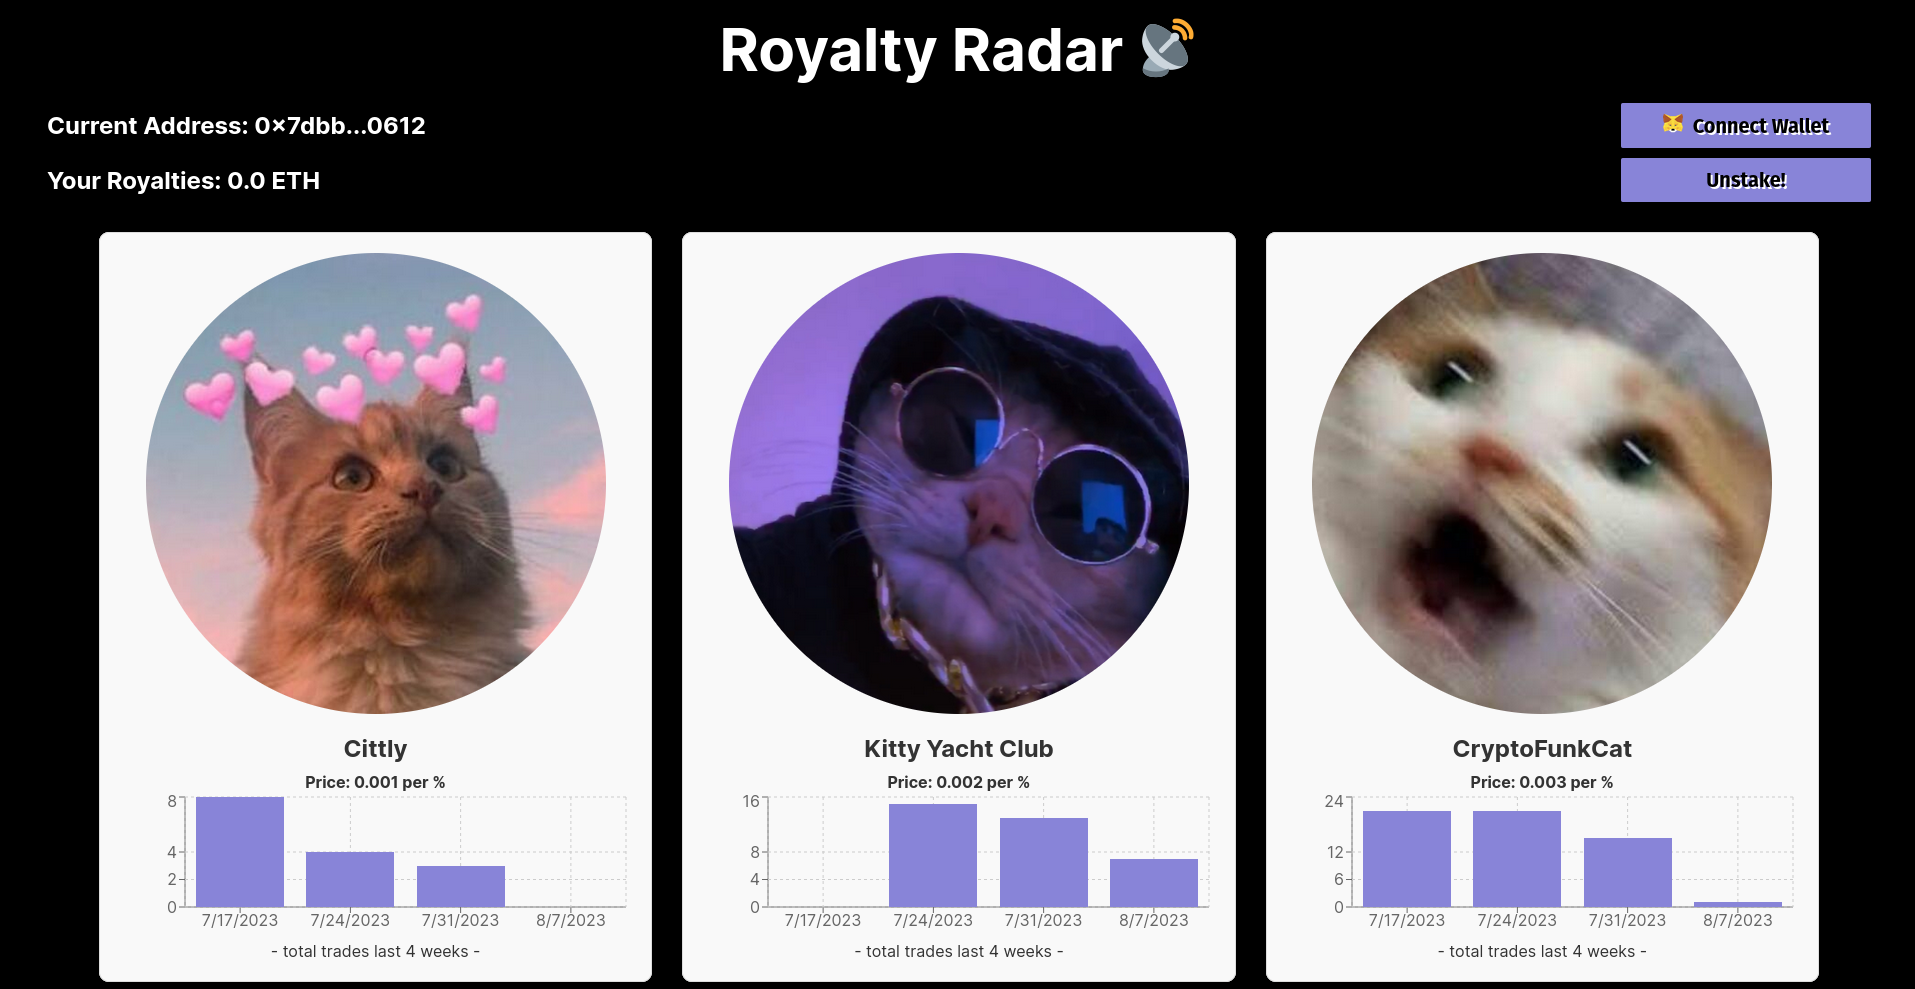 Royalty Radar
Current Address: 0×7dbb...0612
Connect Wallet
Your Royalties: 0.0 ETH
Unstake!
Cittly
Price: 0.001 per %
8
4
2
0
7/17/2023 7/24/2023 7/31/2023 8/7/2023
- total trades last 4 weeks -
Kitty Yacht Club
Price: 0.002 per %
16
8
4
0
7/17/2023 7/24/2023 7/31/2023 8/7/2023
- total trades last 4 weeks -
CryptoFunkCat
Price: 0.003 per %
24
12
6
0
7/17/2023 7/24/2023 7/31/2023 8/7/2023
- total trades last 4 weeks -